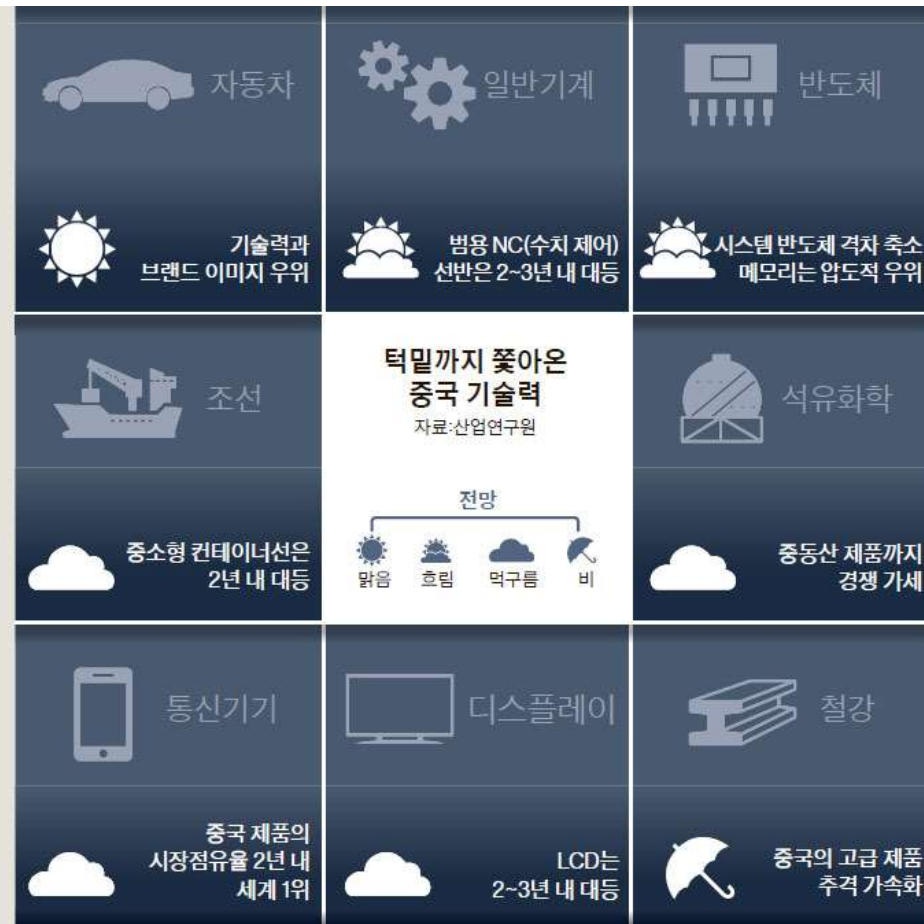 자동차
기술력과
브랜드 이미지 우위
일반기계
범용 NC(수치 제어)
선반은 2~3년 내 대등
반도체
시스템 반도체 격차 축소
메모리는 압도적 우위
조선
중소형 컨테이너선은
2년 내 대등
턱밑까지 쫓아온
중국 기술력
자료:산업연구원
전망
맑음 흐림 먹구름 비
석유화학
중동산 제품까지
경쟁 가세
통신기기
중국 제품의
시장점유율 2년 내
세계 1위
디스플레이
LCD는
2~3년 내 대등
철강
중국의 고급 제품
추격 가속화